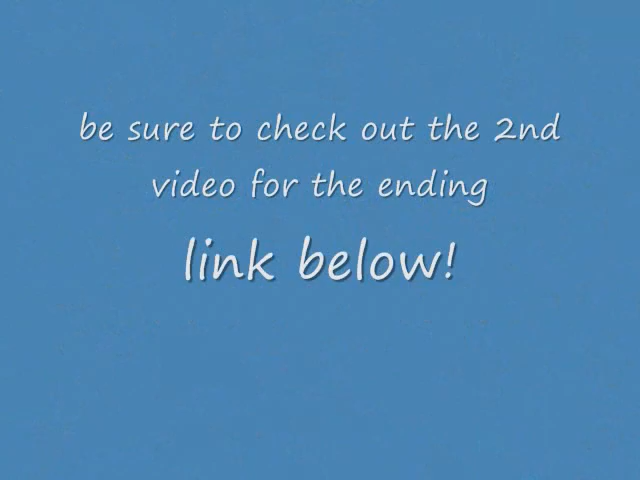 be sure to check out the 2nd
video for the ending
link below!